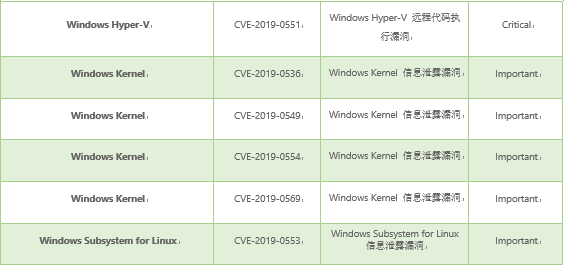 Windows Hyper-V
CVE-2019-0551
Windows Hyper-V 远程代码执
行漏洞
Critical
Windows Kernel
CVE-2019-0536
Windows Kernel 信息泄露漏洞
Important
Windows Kernel
CVE-2019-0549
Windows Kernel 信息泄露漏洞
Important
Windows Kernel
CVE-2019-0554
Windows Kernel 信息泄露漏洞
Important
Windows Kernel
CVE-2019-0569
Windows Kernel 信息泄露漏洞
Important
Windows Subsystem for Linux
CVE-2019-0553
Windows Subsystem for Linux
信息泄露漏洞
Important